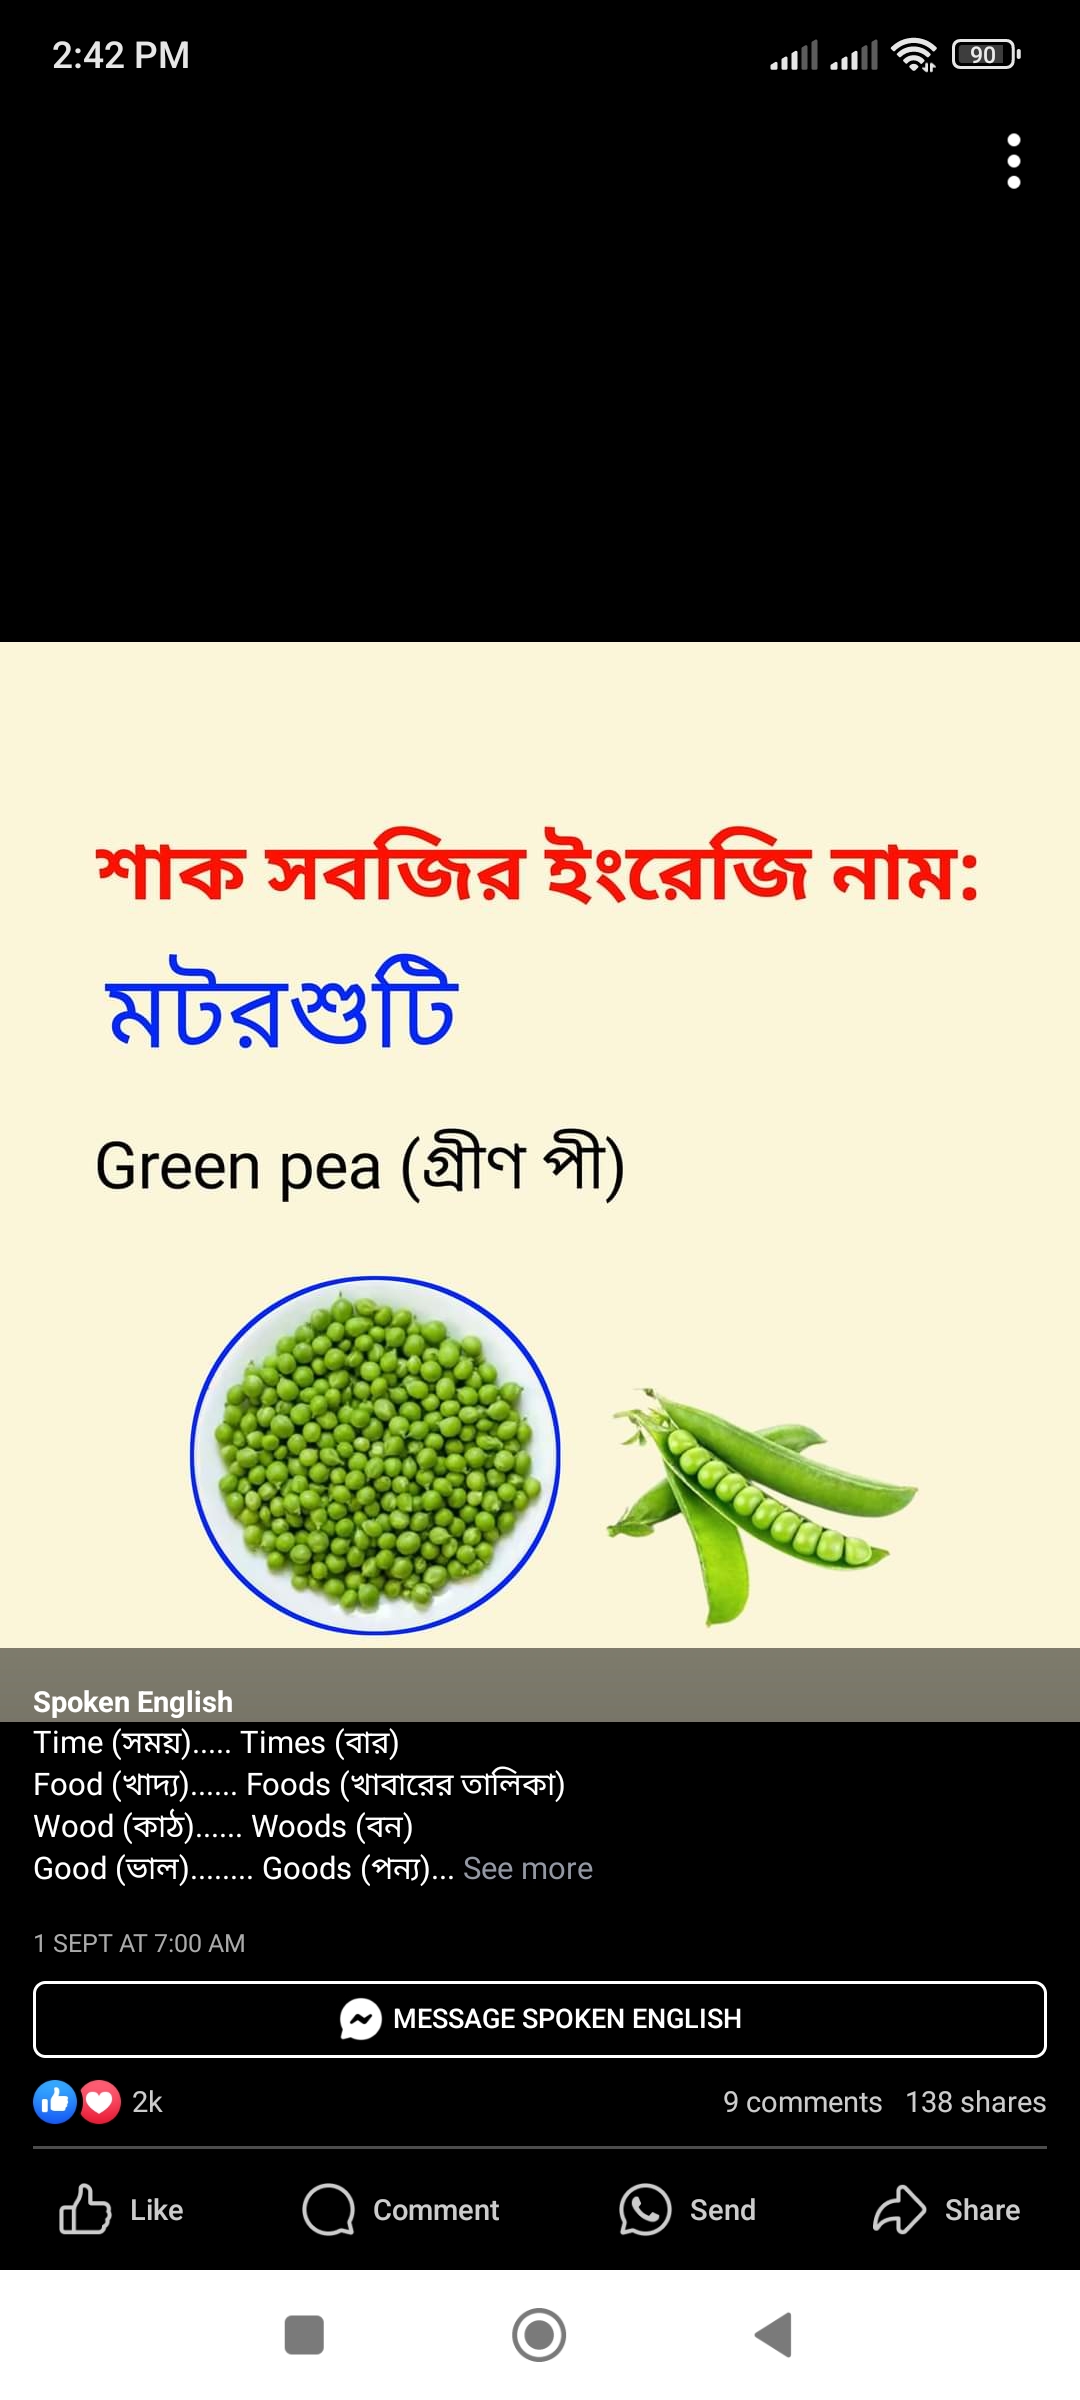 2:42 PM
90
শাক সবজির ইংরেজি নাম:
মটরশুটি
Green pea (গ্রীণ পী)
Spoken English
Time (সময়)..... Times (বার)
Food (খাদ্য)...... Foods (খাবারের তালিকা)
Wood (কাঠ)...... Woods (বন)
Good (ভাল)........ Goods (পন্য)... See more
1 SEPT AT 7:00 AM
MESSAGE SPOKEN ENGLISH
2k 9 comments 138 shares
Like Comment Send Share